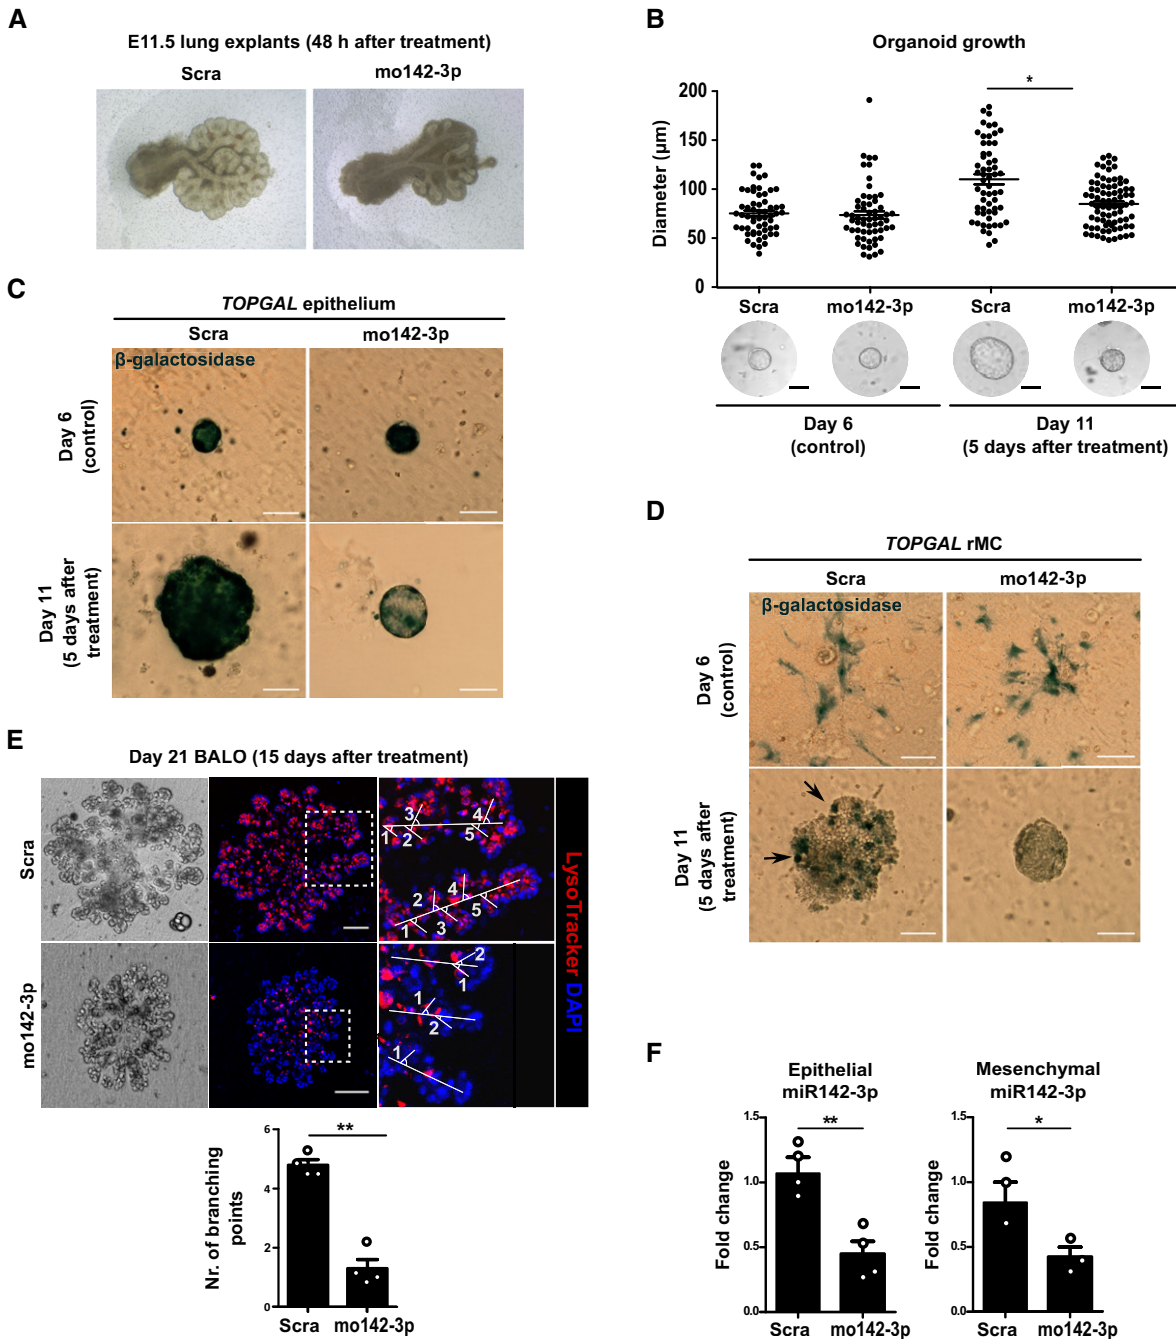 A
E11.5 lung explants (48 h after treatment)
Scra
mo142-3p
B
Organoid growth
*
200
150
100
50
0
Diameter (µm)
Scra
mo142-3p
Scra
mo142-3p
Day 6
(control)
Day 11
(5 days after treatment)
C
TOPGAL epithelium
Scra
mo142-3p
β-galactosidase
Day 6
(control)
Day 11
(5 days after
treatment)
D
TOPGAL rMC
Scra
mo142-3p
β-galactosidase
Day 6
(control)
Day 11
(5 days after
treatment)
E
Day 21 BALO (15 days after treatment)
Scra
3 4
1 2 5
4
2 5
1 3
mo142-3p
2
1
1
2
1
LysoTracker DAPI
**
6
4
2
0
Nr. of branching
points
Scra
mo142-3p
F
Epithelial
miR142-3p
**
1.5
1.0
0.5
0.0
Fold change
Scra
mo142-3p
Mesenchymal
miR142-3p
*
1.5
1.0
0.5
0.0
Fold change
Scra
mo142-3p